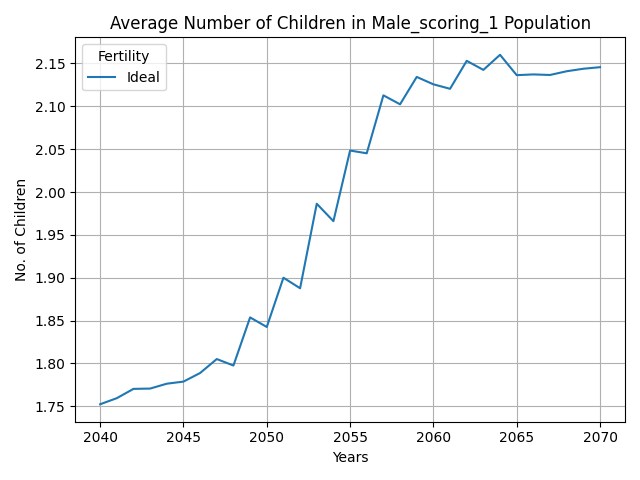 Average Number of Children in Male_scoring_1 Population
Fertility
Ideal
No. of Children
2.15
2.10
2.05
2.00
1.95
1.90
1.85
1.80
1.75
2040 2045 2050 2055 2060 2065 2070
Years